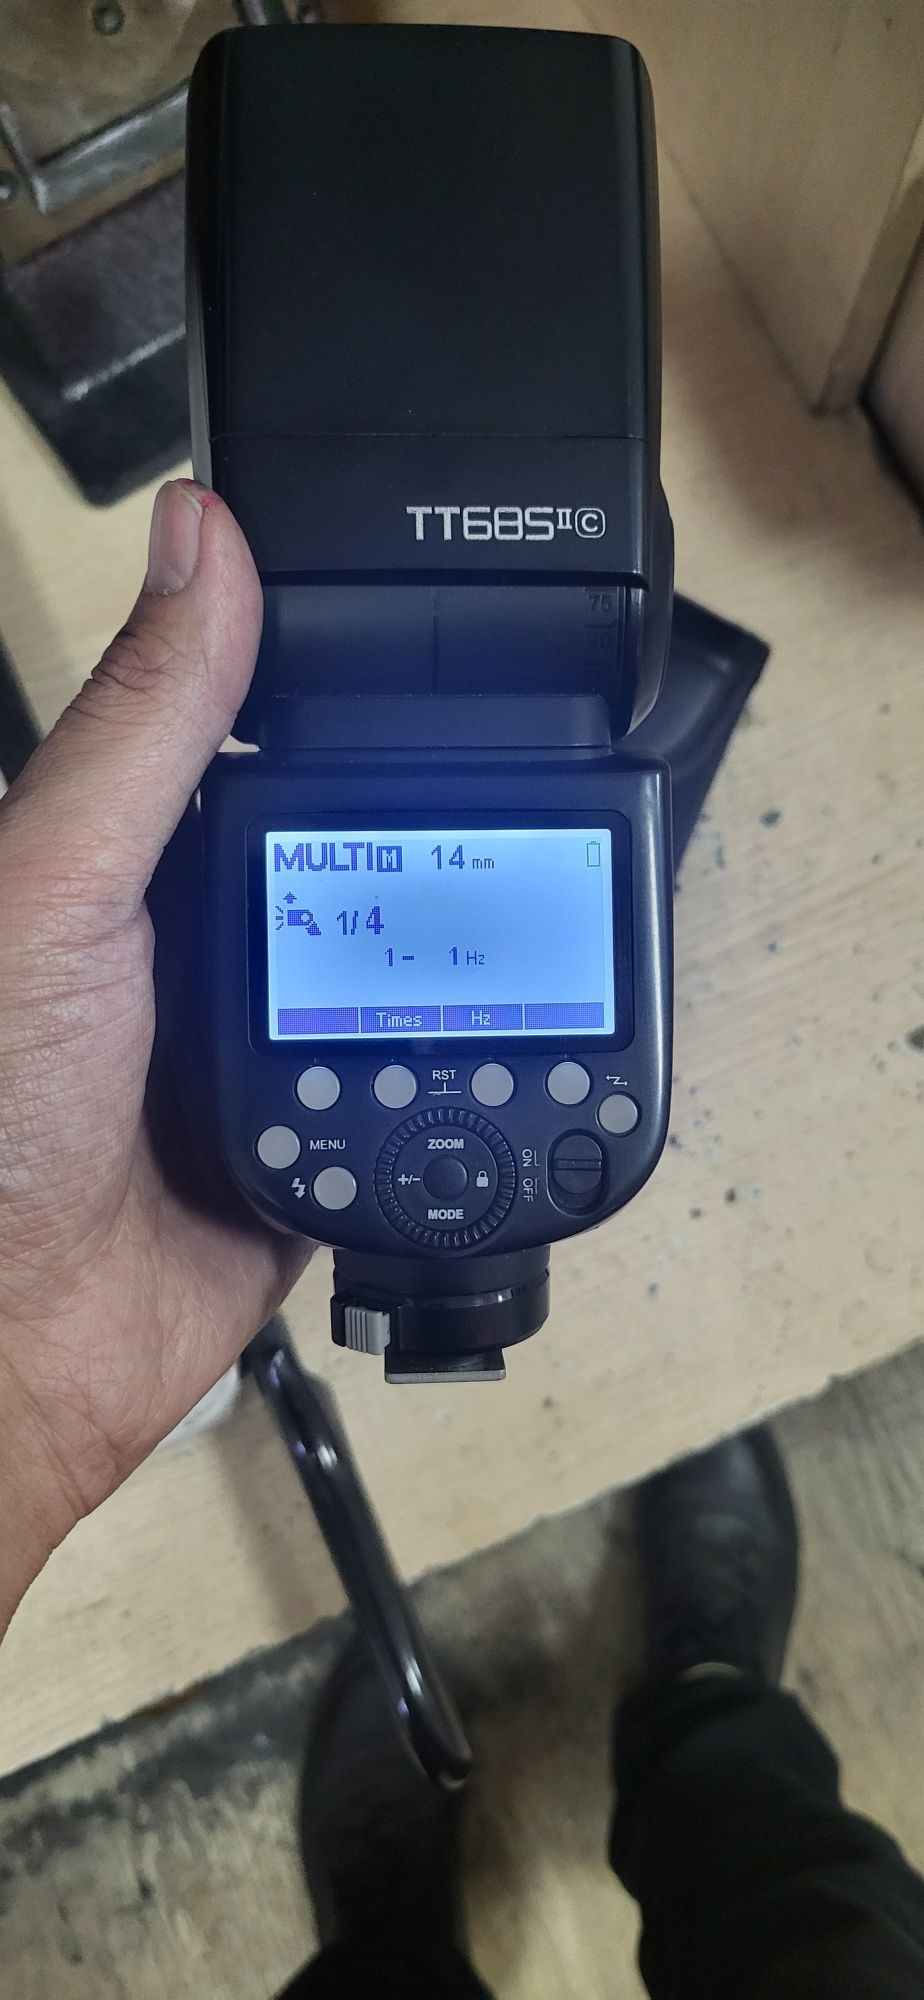 TT685ⅡC
75
MULTI M 14 mm
1/4
1- 1 Hz
Times Hz
RST
MENU
ZOOM
+/-
MODE
ON
OFF